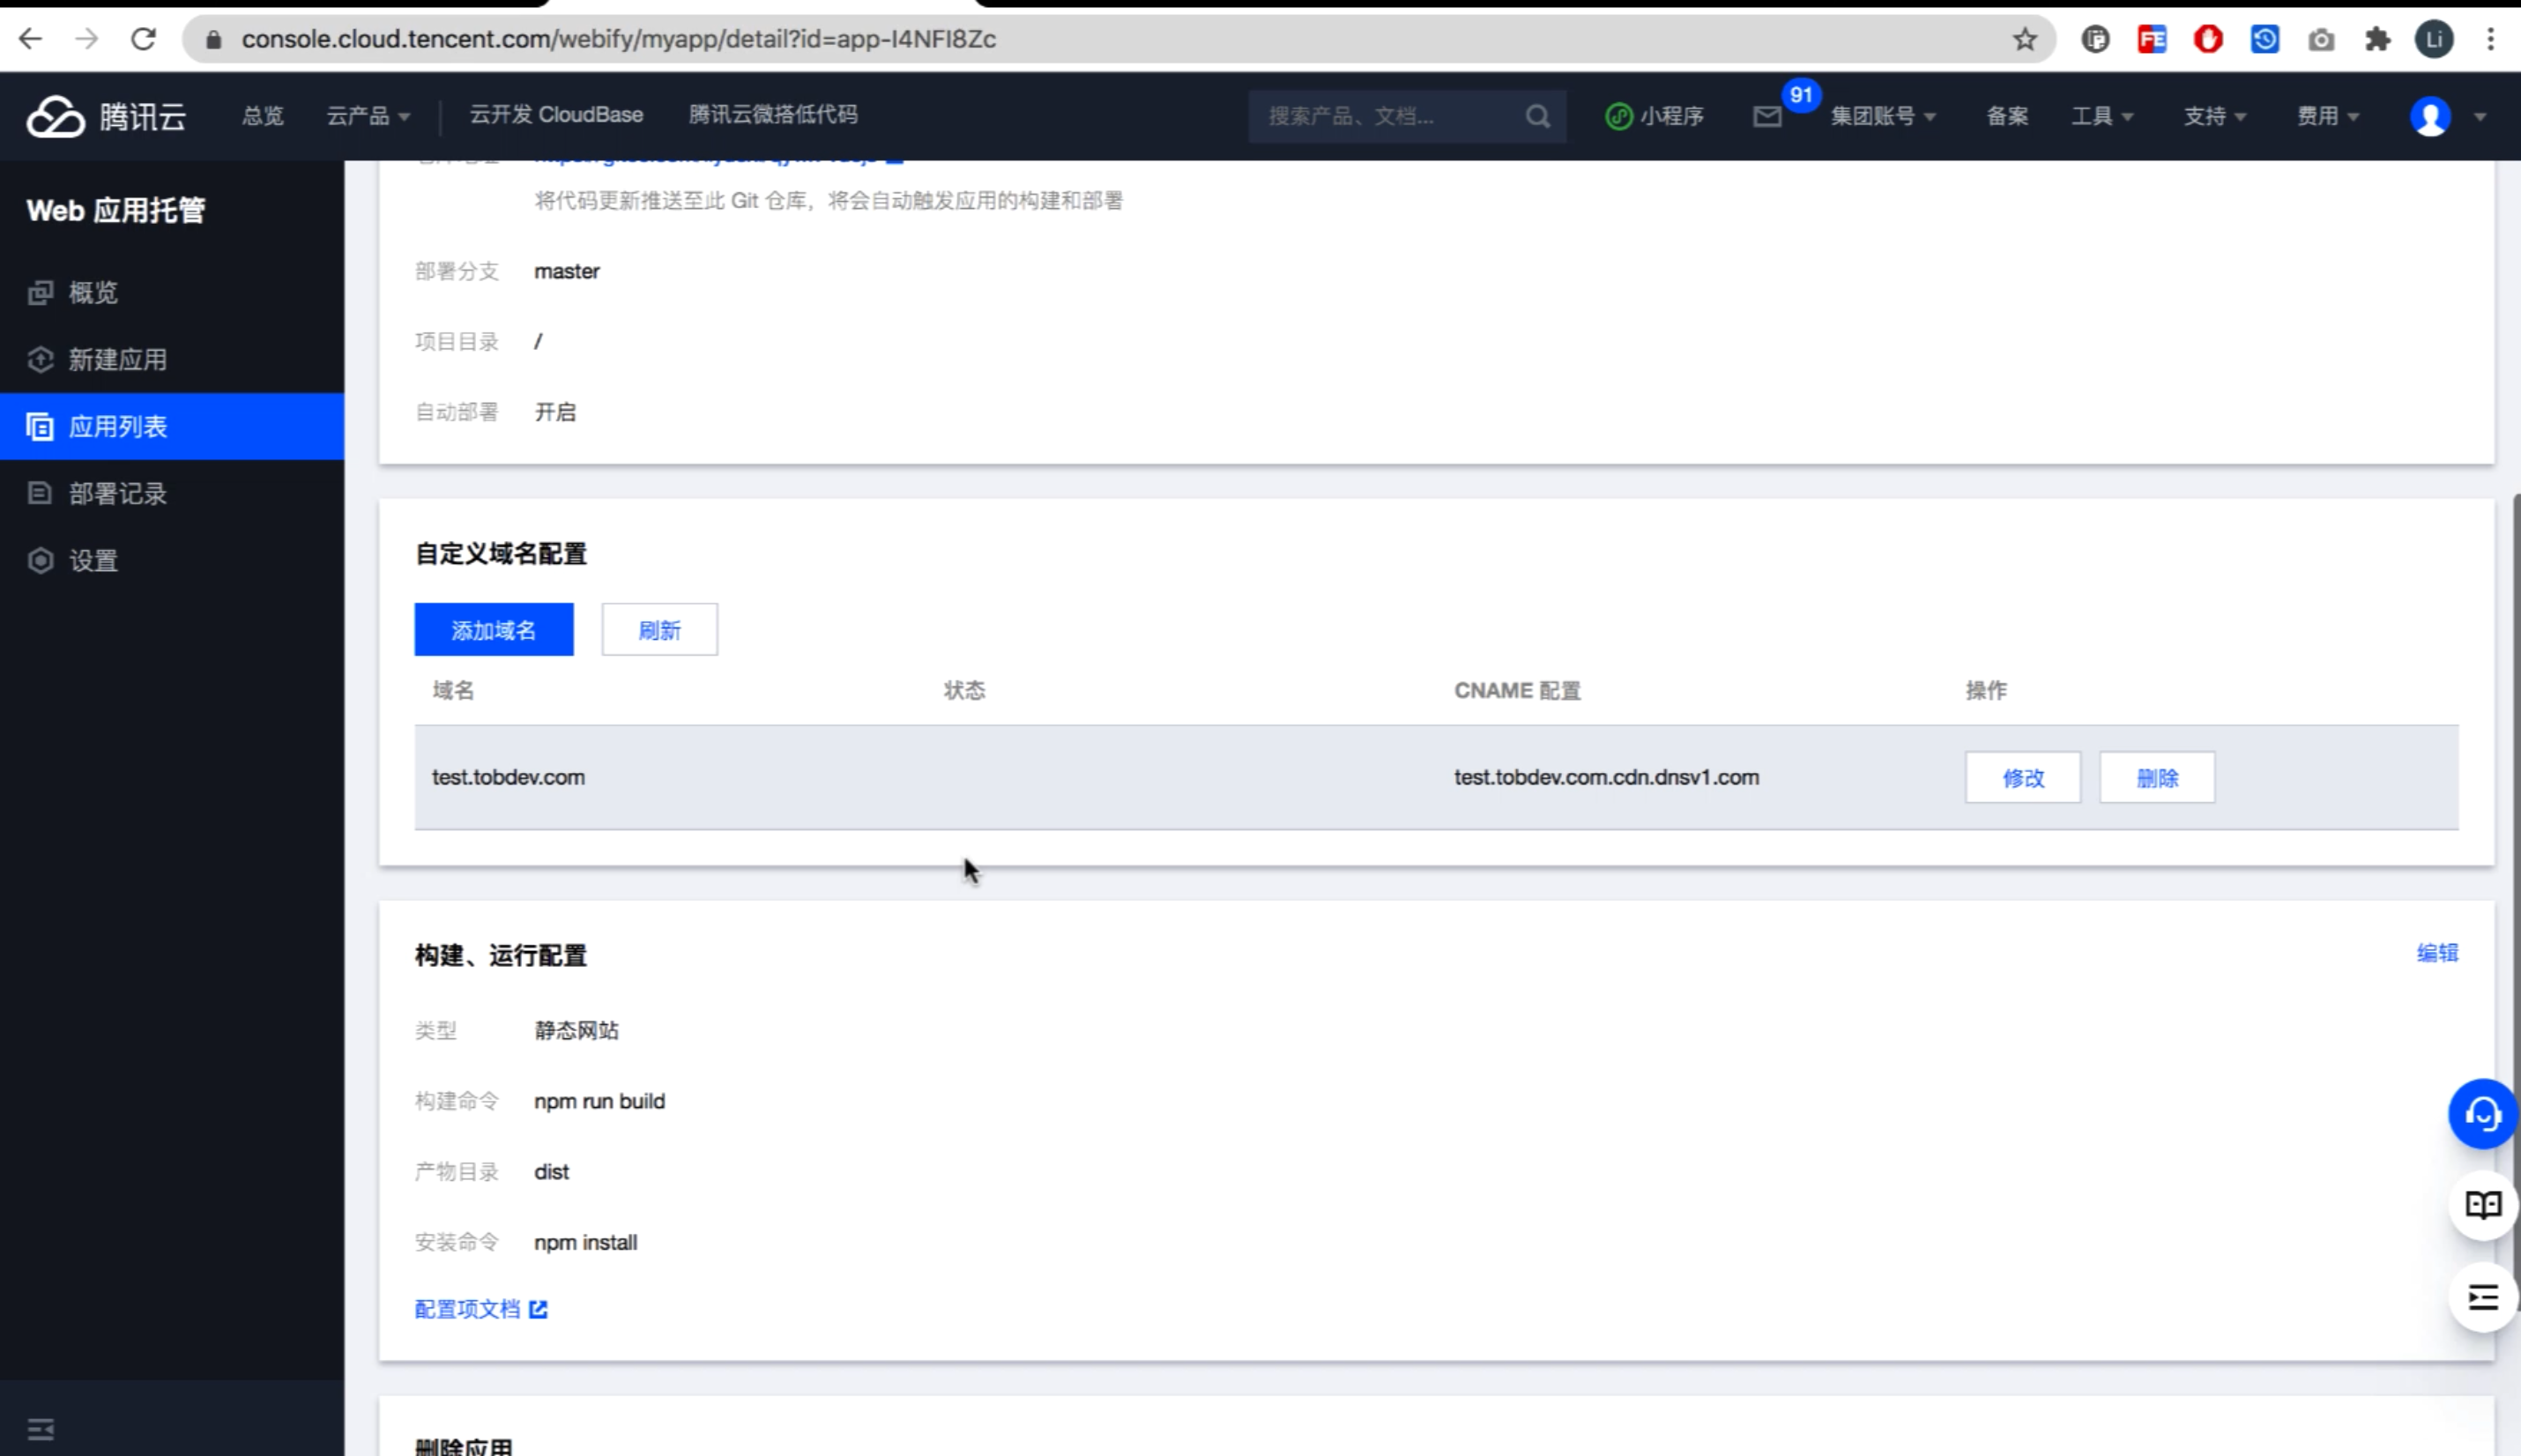 console.cloud.tencent.com/webify/myapp/detail?id=app-I4NFI8Zc
FE
Li
腾讯云 总览 云产品 云开发 CloudBase 腾讯云微搭低代码 搜索产品、文档... 小程序 91 集团账号 备案 工具 支持 费用
Web 应用托管
概览
新建应用
应用列表
部署记录
设置
将代码更新推送至此 Git 仓库，将会自动触发应用的构建和部署
部署分支 master
项目目录 /
自动部署 开启
自定义域名配置
添加域名 刷新
域名 状态 CNAME 配置 操作
test.tobdev.com test.tobdev.com.cdn.dnsv1.com 修改 删除
构建、运行配置 编辑
类型 静态网站
构建命令 npm run build
产物目录 dist
安装命令 npm install
配置项文档
删除应用